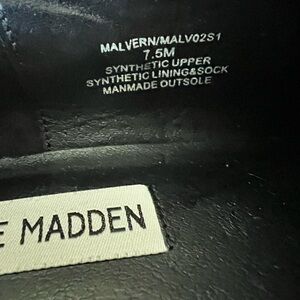 MALVERN/MALV02S1
7.5M
SYNTHETIC UPPER
SYNTHETIC LINING&SOCK
MANMADE OUTSOLE
E MADDEN